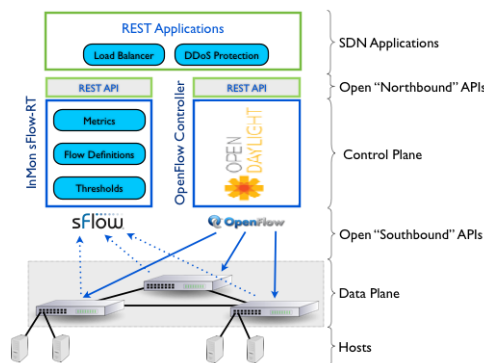 REST Applications
Load Balancer
DDoS Protection
SDN Applications
REST API
REST API
Open “Northbound” APIs
InMon sFlow-RT
Metrics
Flow Definitions
Thresholds
OpenFlow Controller
OPEN
DAYLIGHT
Control Plane
sFlow
OpenFlow
Open “Southbound” APIs
Data Plane
Hosts